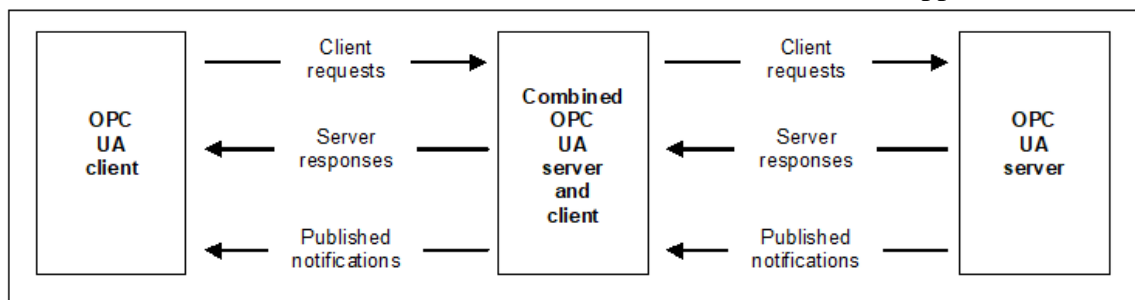 OPC
UA
client
Client
requests
Server
responses
Published
notifications
Combined
OPC
UA
server
and
client
Client
requests
Server
responses
Published
notifications
OPC
UA
server